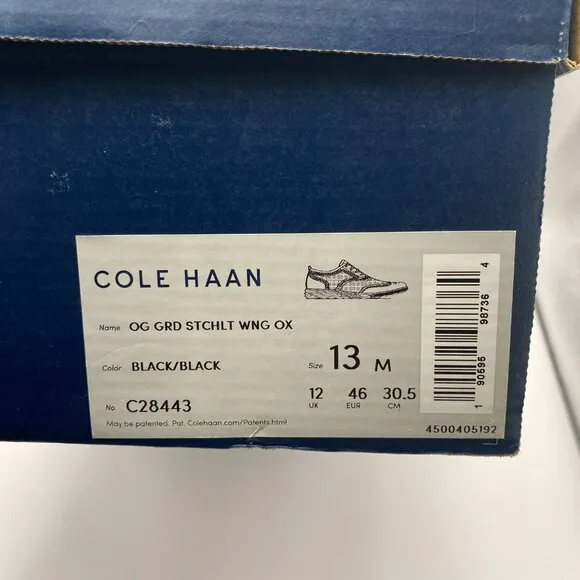 COLE HAAN
Name OG GRD STCHLT WNG OX
Color BLACK/BLACK
Size 13 M
No C28443
12 46 30.5
UK EUR CM
May be patented. Pat. Colehaan.com/Patents.html
1 90595 98736 4
4500405192